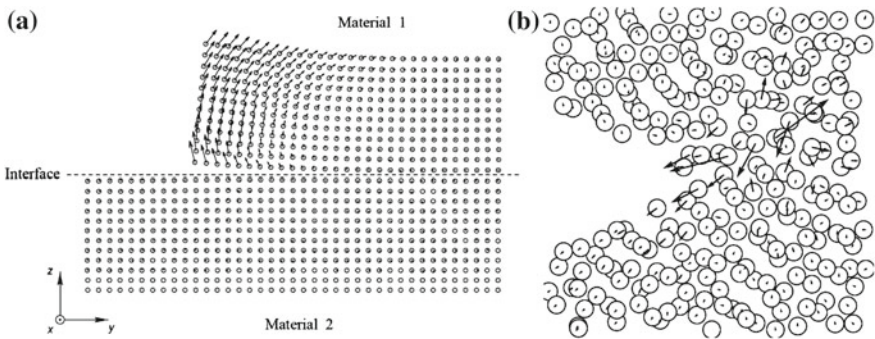 (a)
Material 1
Interface
z
x
y
Material 2
(b)